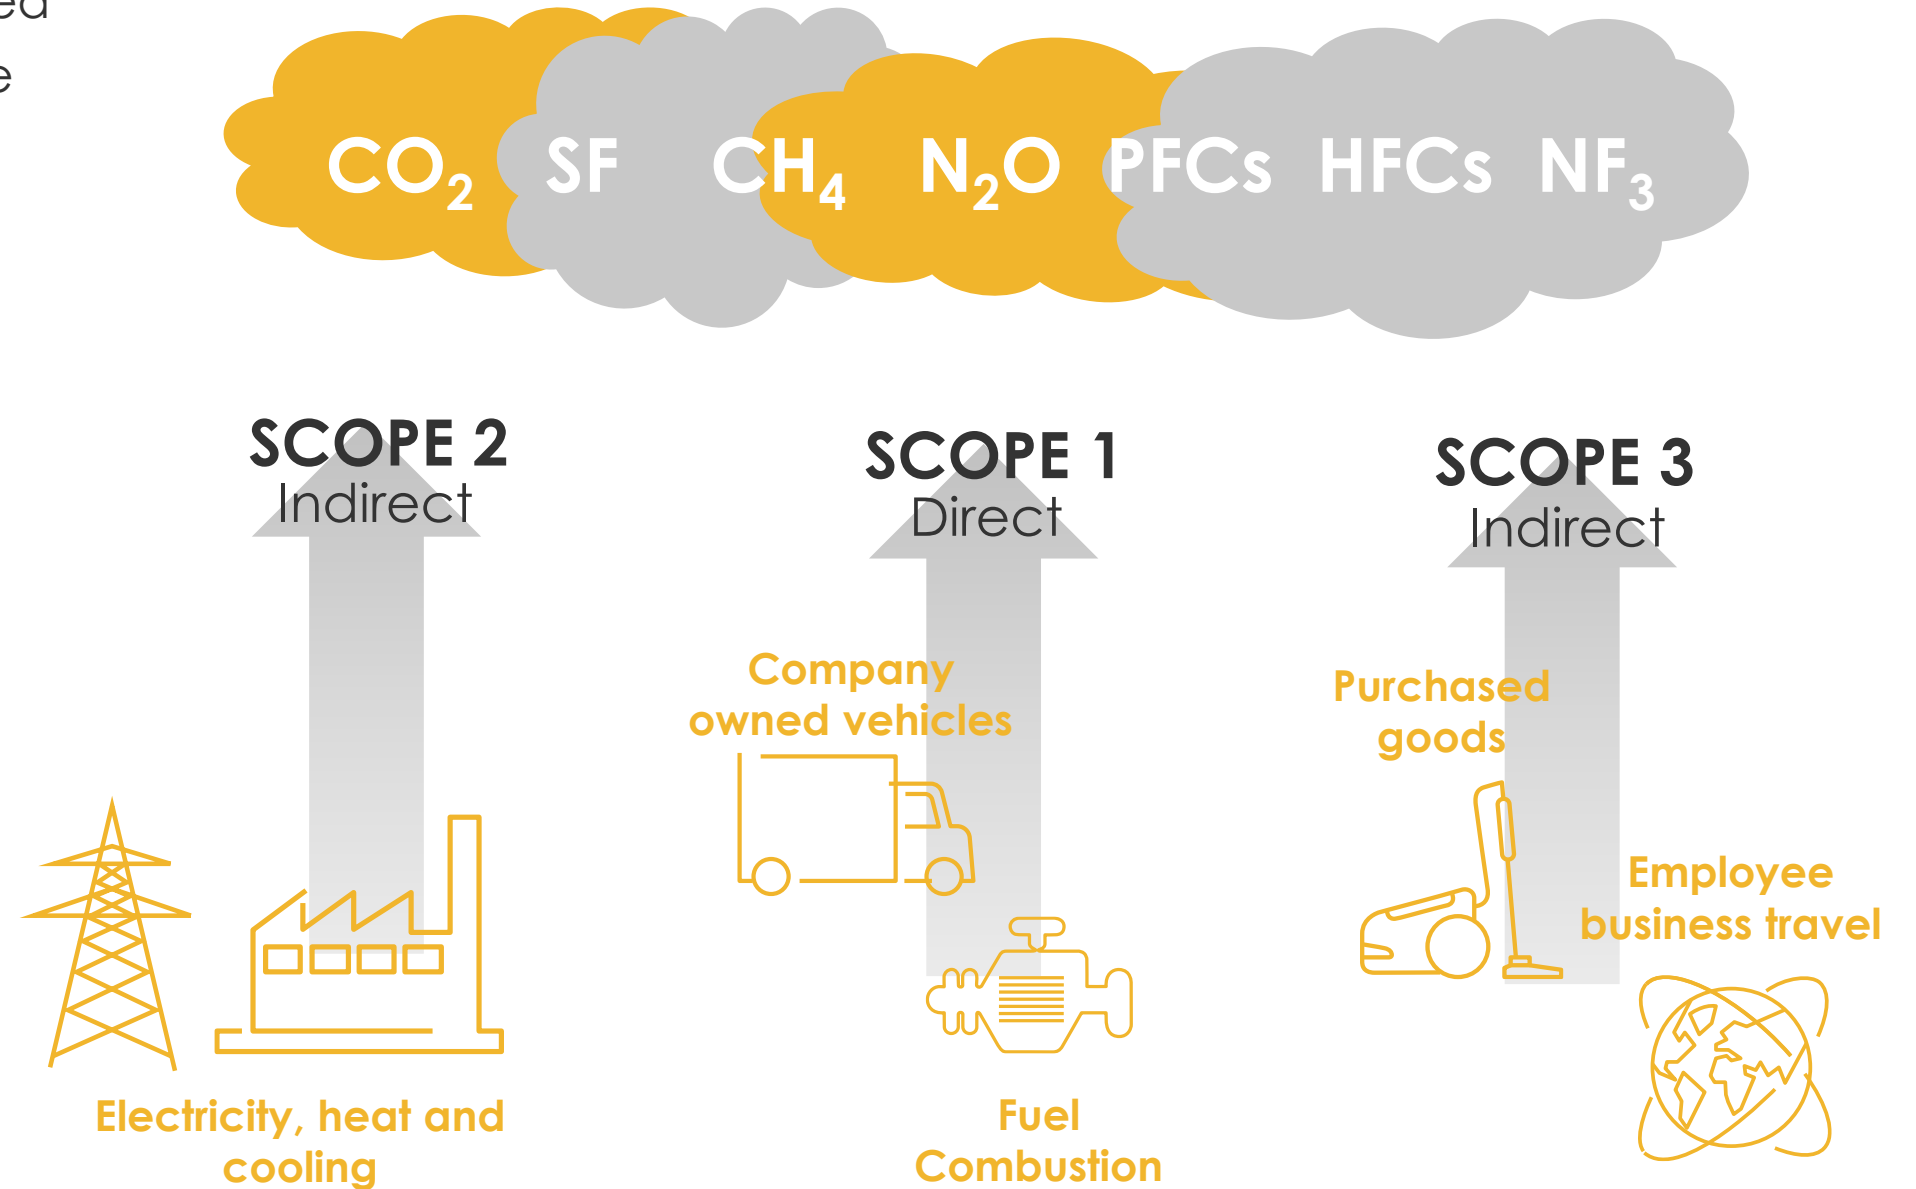 CO₂ SF CH₄ N₂O PFCs HFCs NF₃
SCOPE 2
Indirect
Electricity, heat and
cooling
SCOPE 1
Direct
Company
owned vehicles
Fuel
Combustion
SCOPE 3
Indirect
Purchased
goods
Employee
business travel